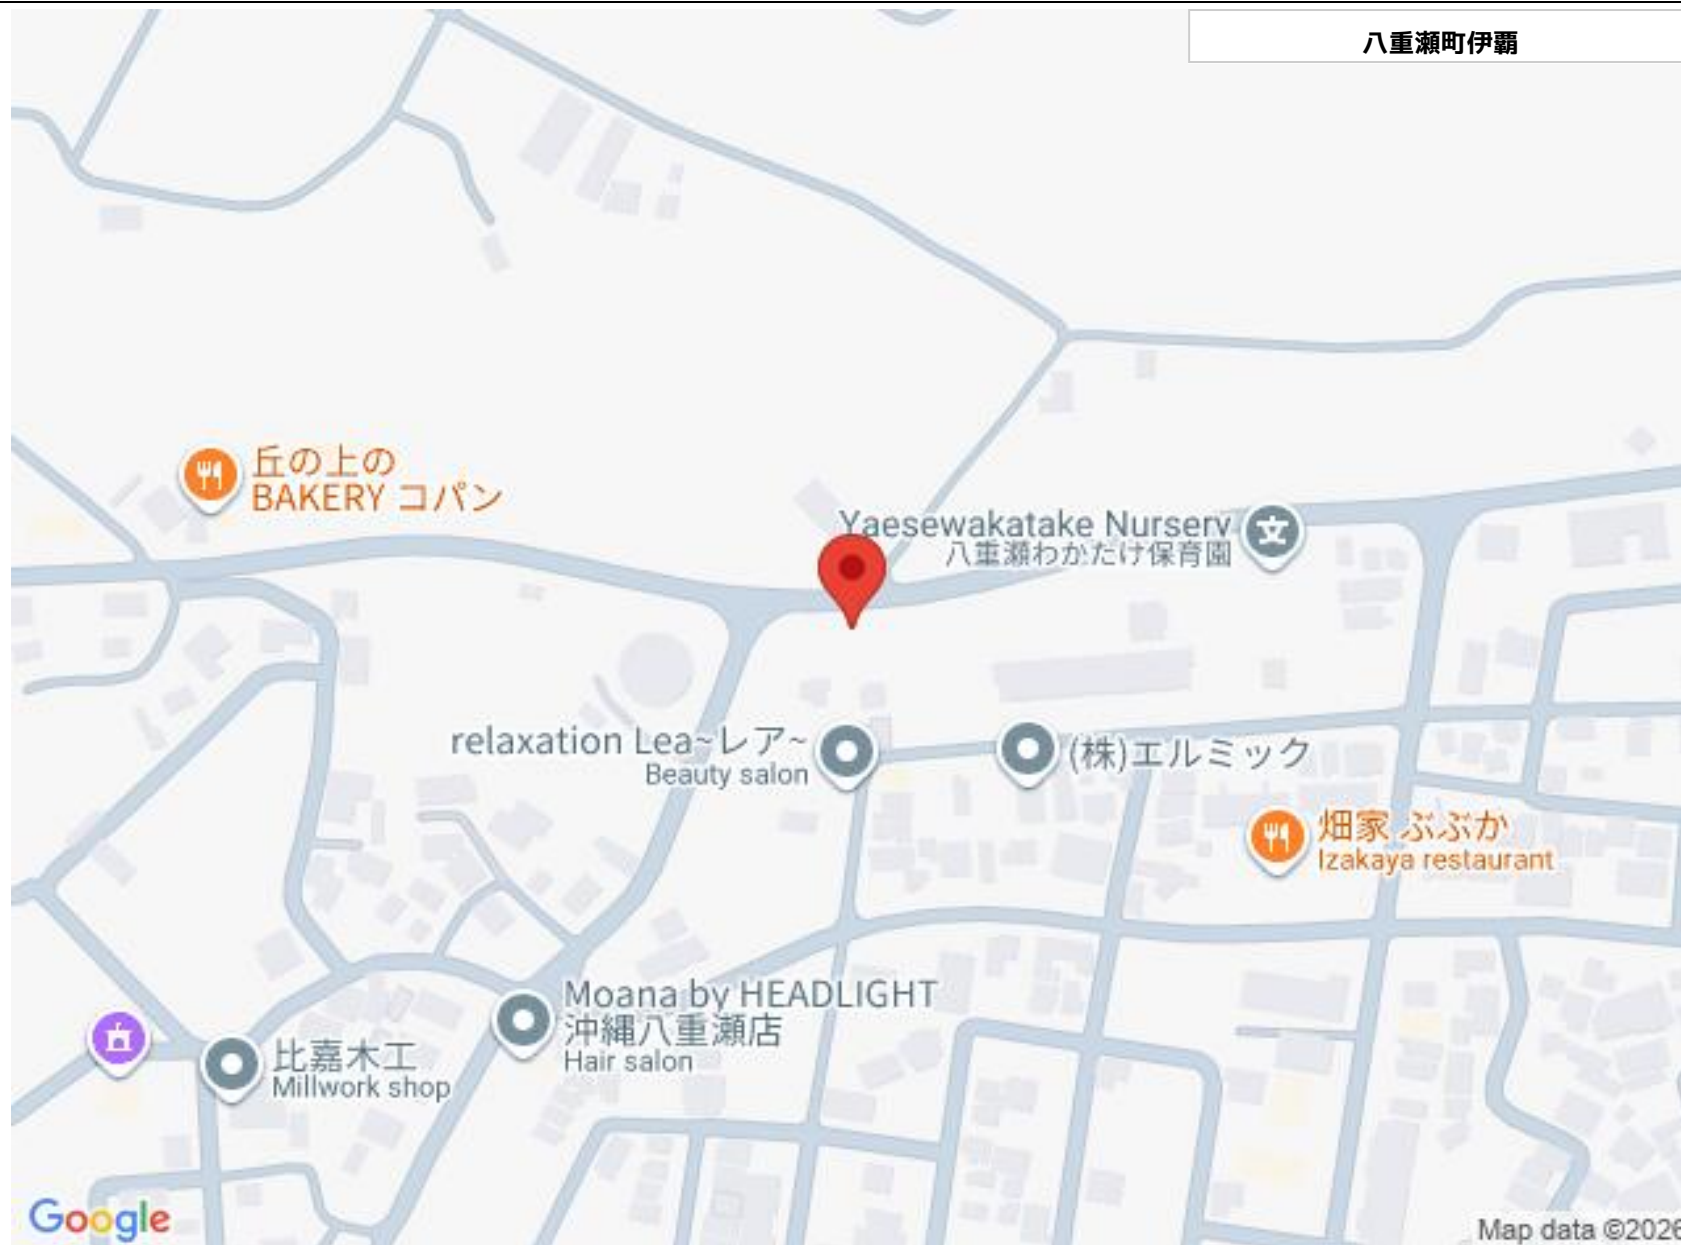 八重瀬町伊覇
丘の上の
BAKERY コパン
Yaesewakatake Nursery
八重瀬わかたけ保育園
文
relaxation Lea~レア~
Beauty salon
(株)エルミック
畑家 ぶぶか
Izakaya restaurant
Moana by HEADLIGHT
沖縄八重瀬店
Hair salon
比嘉木工
Millwork shop
Google
Map data ©2026